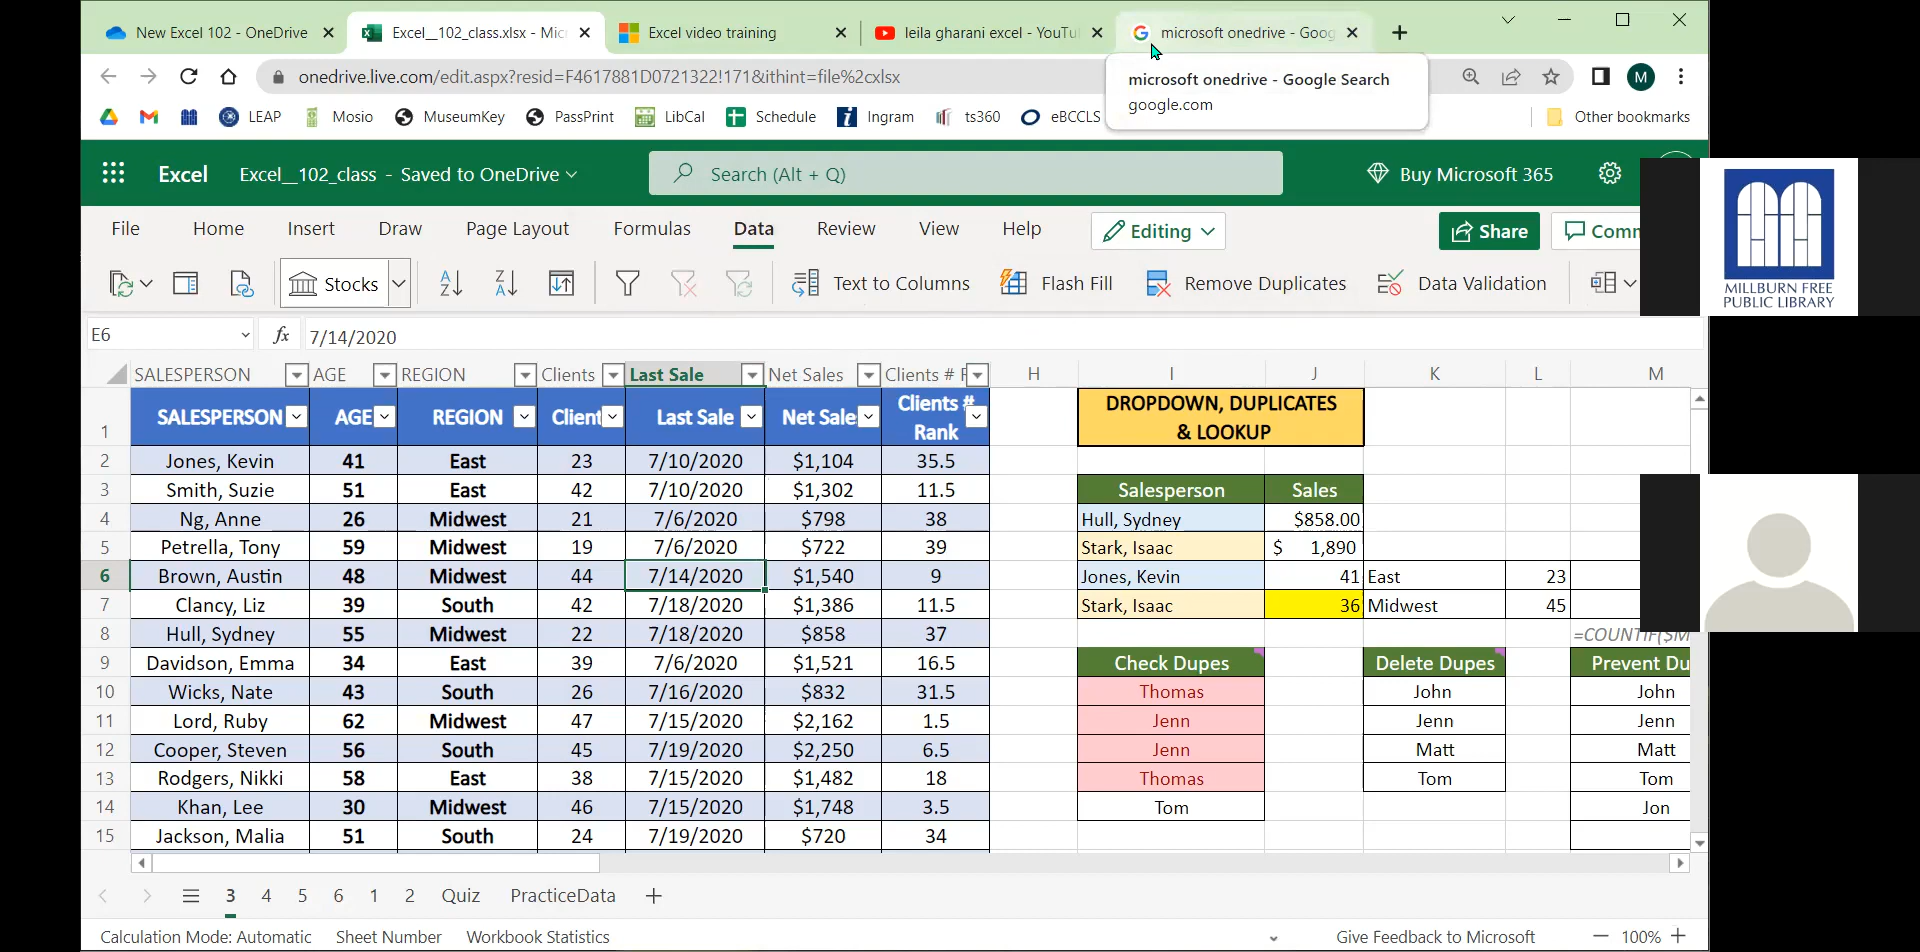 New Excel 102 - OneDrive
Excel__102_class.xlsx - Mic
Excel video training
leila gharani excel - YouTu
microsoft onedrive - Goog
onedrive.live.com/edit.aspx?resid=F4617881D0721322!171&ithint=file%2cxlsx
M
microsoft onedrive - Google Search
google.com
LEAP Mosio MuseumKey PassPrint LibCal Schedule Ingram ts360 eBCCLS Other bookmarks
Excel Excel__102_class - Saved to OneDrive Search (Alt + Q) Buy Microsoft 365
File Home Insert Draw Page Layout Formulas Data Review View Help Editing Share Comm
Stocks Text to Columns Flash Fill Remove Duplicates Data Validation
E6 fx 7/14/2020
SALESPERSON AGE REGION Clients Last Sale Net Sales Clients # R H I J K L M
1 SALESPERSON AGE REGION Client Last Sale Net Sale Clients # Rank DROPDOWN, DUPLICATES & LOOKUP
2 Jones, Kevin 41 East 23 7/10/2020 $1,104 35.5
3 Smith, Suzie 51 East 42 7/10/2020 $1,302 11.5 Salesperson Sales
4 Ng, Anne 26 Midwest 21 7/6/2020 $798 38 Hull, Sydney $858.00
5 Petrella, Tony 59 Midwest 19 7/6/2020 $722 39 Stark, Isaac $ 1,890
6 Brown, Austin 48 Midwest 44 7/14/2020 $1,540 9 Jones, Kevin 41 East 23
7 Clancy, Liz 39 South 42 7/18/2020 $1,386 11.5 Stark, Isaac 36 Midwest 45
8 Hull, Sydney 55 Midwest 22 7/18/2020 $858 37 =COUNTIF($M
9 Davidson, Emma 34 East 39 7/6/2020 $1,521 16.5 Check Dupes Delete Dupes Prevent Du
10 Wicks, Nate 43 South 26 7/16/2020 $832 31.5 Thomas John John
11 Lord, Ruby 62 Midwest 47 7/15/2020 $2,162 1.5 Jenn Jenn Jenn
12 Cooper, Steven 56 South 45 7/19/2020 $2,250 6.5 Jenn Matt Matt
13 Rodgers, Nikki 58 East 38 7/15/2020 $1,482 18 Thomas Tom Tom
14 Khan, Lee 30 Midwest 46 7/15/2020 $1,748 3.5 Tom Jon
15 Jackson, Malia 51 South 24 7/19/2020 $720 34
3 4 5 6 1 2 Quiz PracticeData
Calculation Mode: Automatic Sheet Number Workbook Statistics Give Feedback to Microsoft 100%
MILLBURN FREE
PUBLIC LIBRARY